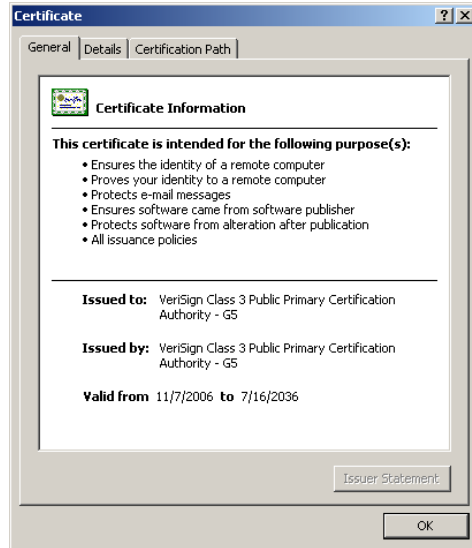 Certificate
General Details Certification Path
Certificate Information
This certificate is intended for the following purpose(s):
• Ensures the identity of a remote computer
• Proves your identity to a remote computer
• Protects e-mail messages
• Ensures software came from software publisher
• Protects software from alteration after publication
• All issuance policies
Issued to: VeriSign Class 3 Public Primary Certification
Authority - G5
Issued by: VeriSign Class 3 Public Primary Certification
Authority - G5
Valid from 11/7/2006 to 7/16/2036
Issuer Statement
OK